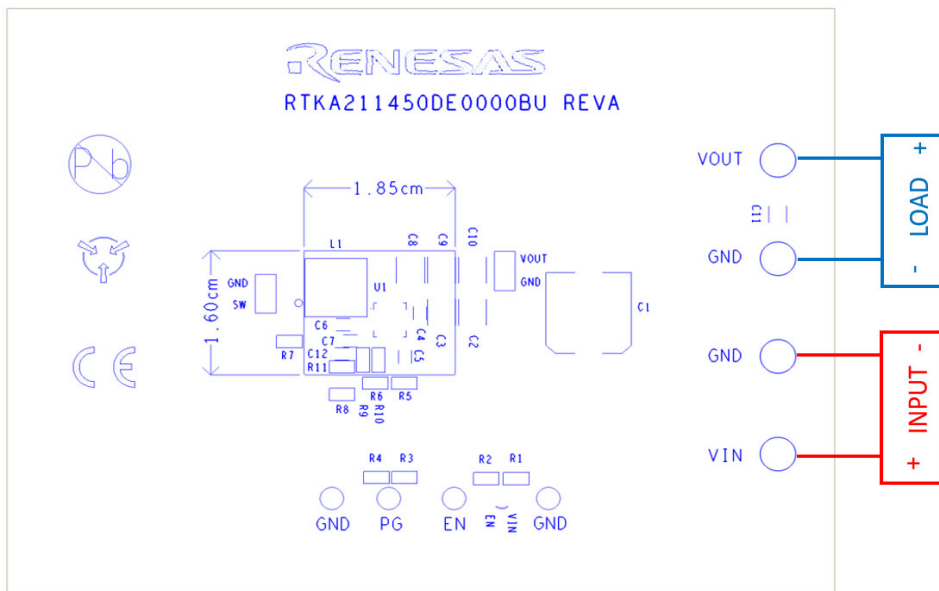 RENESAS
RTKA211450DE0000BU REVA
Pb
VOUT
+
LOAD
-
1.85cm
C11
L1
C8
C9
C10
VOUT
GND
GND
GND
SW
U1
C1
1.60cm
C6
C7
C4
C3
C2
R7
C12
C5
R11
GND
- 
INPUT
+
CE
R8
R6
R5
R9
R10
VIN
R4
R3
R2
R1
GND
PG
EN
EN
VIN
GND